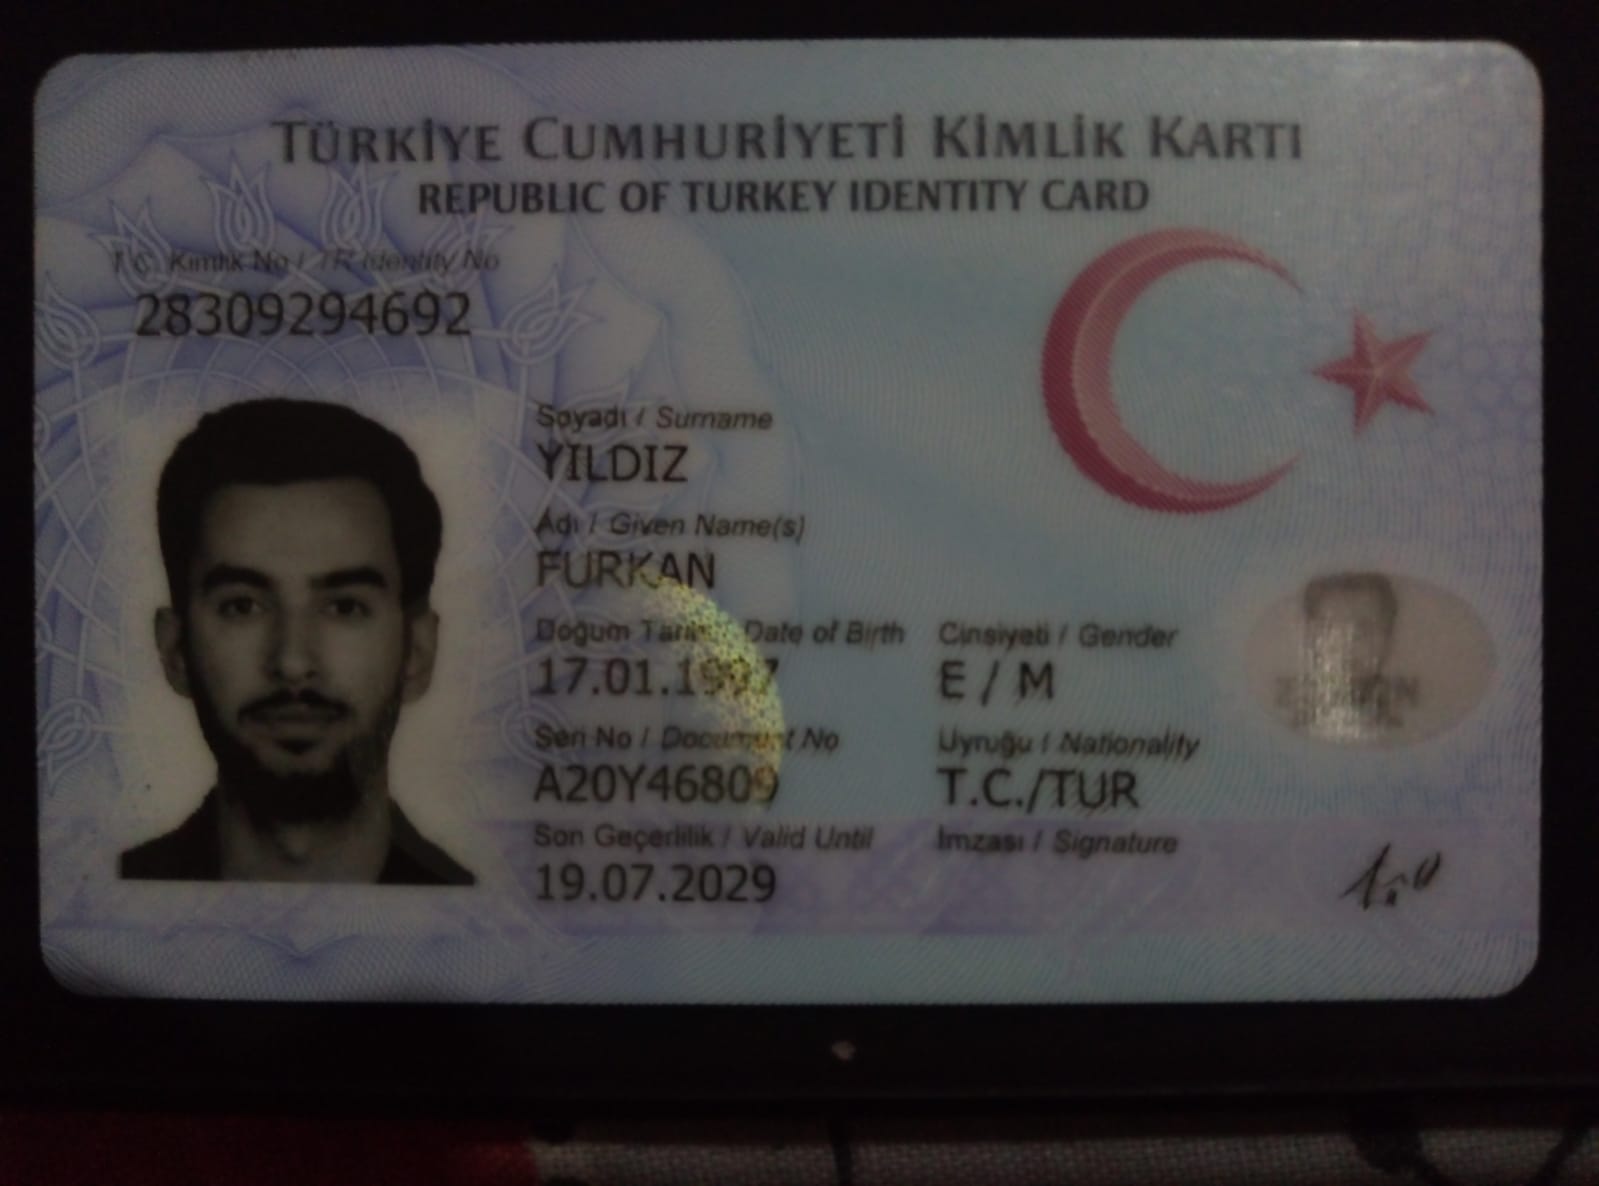 TÜRKİYE CUMHURİYETİ KİMLİK KARTI
REPUBLIC OF TURKEY IDENTITY CARD
T.C. Kimlik No / TR Identity No
28309294692
Soyadı / Surname
YILDIZ
Adı / Given Name(s)
FURKAN
Doğum Tarihi / Date of Birth
17.01.1997
Cinsiyeti / Gender
E / M
Seri No / Document No
A20Y46809
Uyruğu / Nationality
T.C./TUR
Son Geçerlilik / Valid Until
19.07.2029
İmzası / Signature